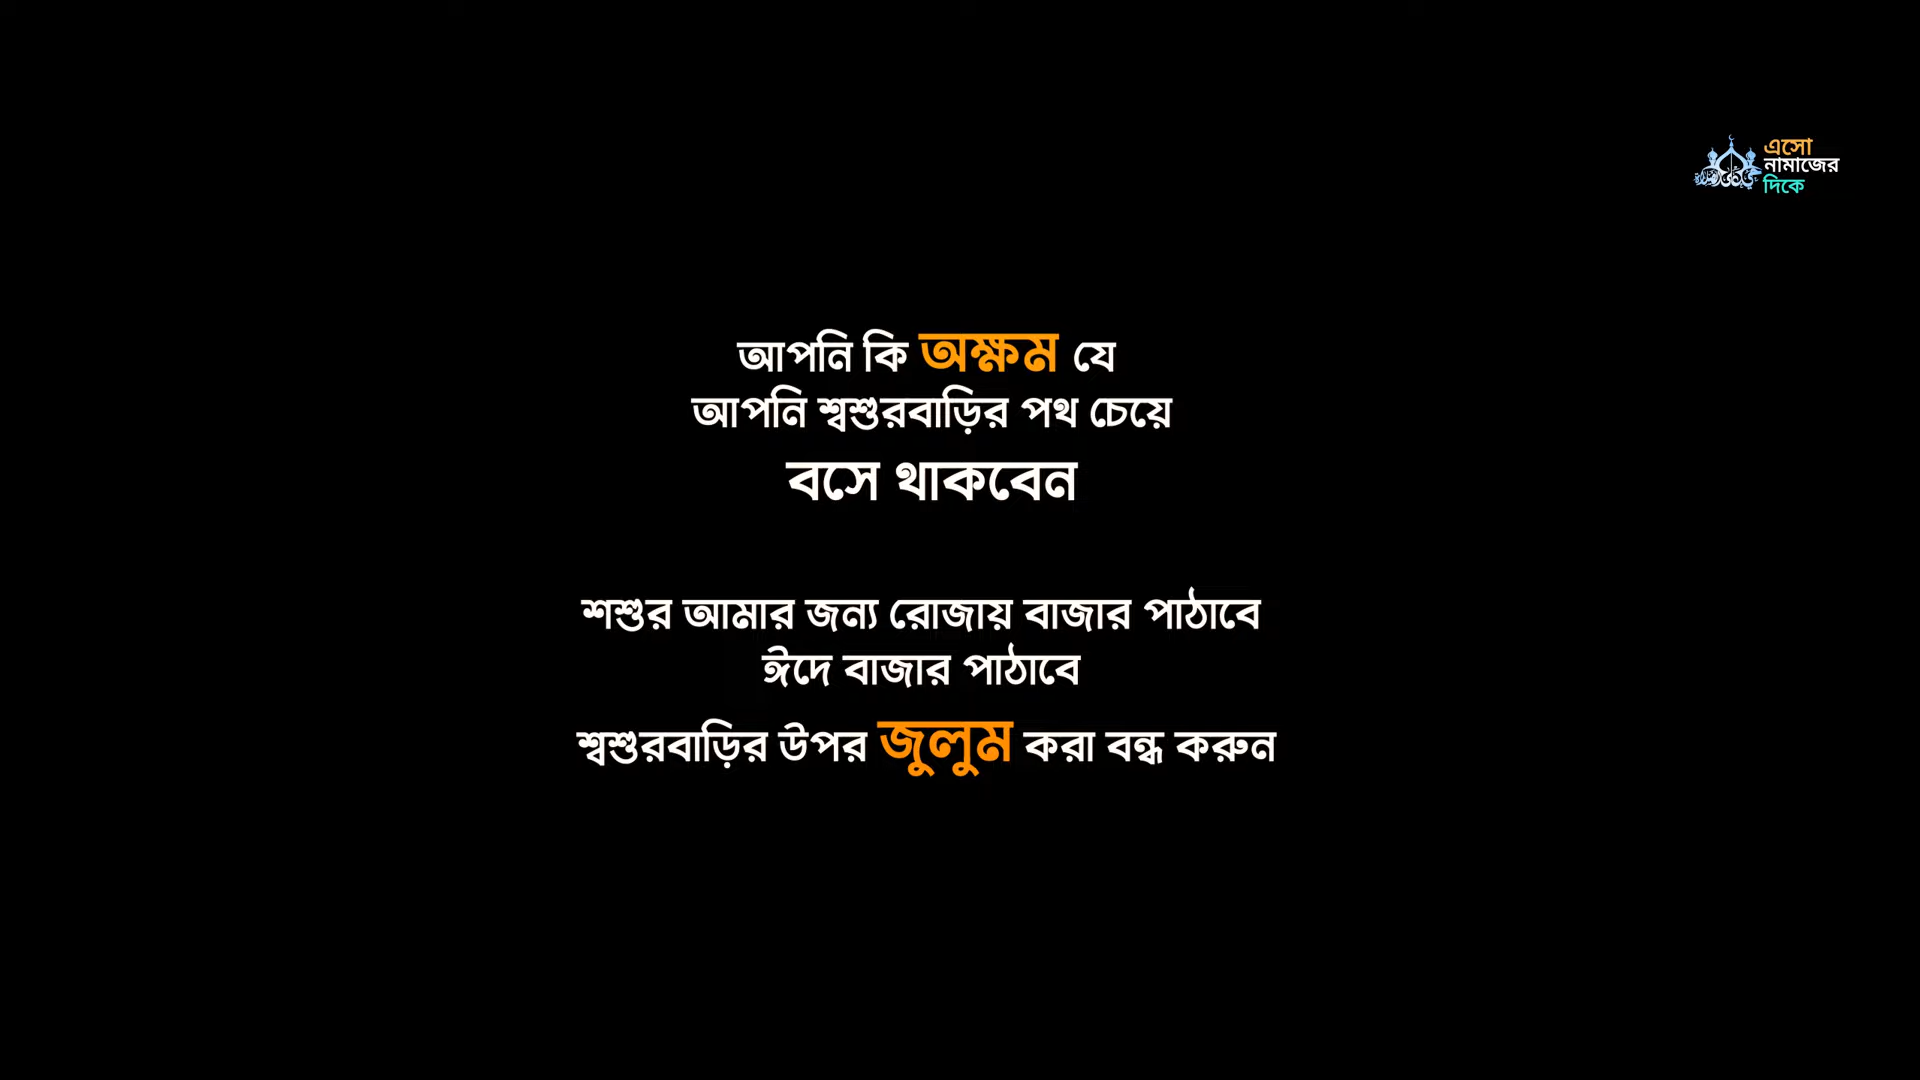 এসো
নামাজের
দিকে
আপনি কি অক্ষম যে
আপনি শ্বশুরবাড়ির পথ চেয়ে
বসে থাকবেন
শশুর আমার জন্য রোজায় বাজার পাঠাবে
ঈদে বাজার পাঠাবে
শ্বশুরবাড়ির উপর জুলুম করা বন্ধ করুন